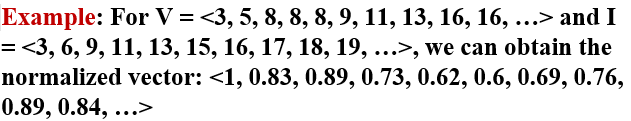 Example: For V = <3, 5, 8, 8, 8, 9, 11, 13, 16, 16, …> and I
= <3, 6, 9, 11, 13, 15, 16, 17, 18, 19, …>, we can obtain the
normalized vector: <1, 0.83, 0.89, 0.73, 0.62, 0.6, 0.69, 0.76,
0.89, 0.84, …>